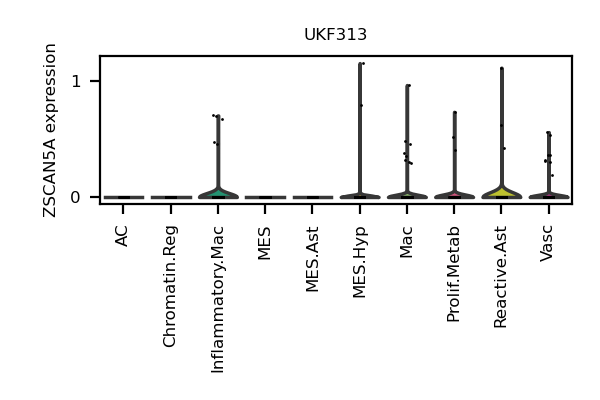 UKF313
ZSCAN5A expression
1
0
AC
Chromatin.Reg
Inflammatory.Mac
MES
MES.Ast
MES.Hyp
Mac
Prolif.Metab
Reactive.Ast
Vasc